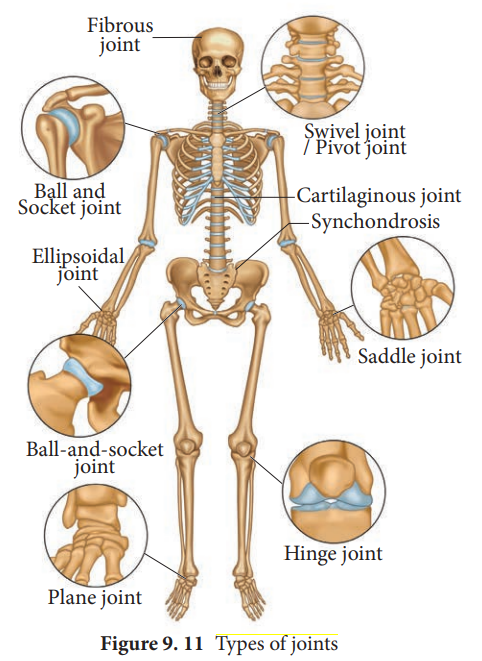 Fibrous
joint
Swivel joint
/ Pivot joint
Ball and
Socket joint
Cartilaginous joint
Synchondrosis
Ellipsoidal
joint
Saddle joint
Ball-and-socket
joint
Hinge joint
Plane joint
Figure 9. 11 Types of joints